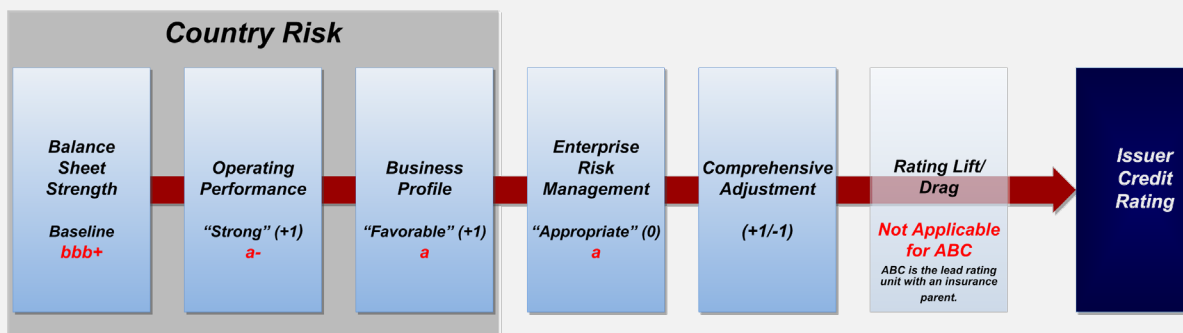 Country Risk
Balance
Sheet
Strength
Baseline
bbb+
Operating
Performance
“Strong” (+1)
a-
Business
Profile
“Favorable” (+1)
a
Enterprise
Risk
Management
“Appropriate” (0)
a
Comprehensive
Adjustment
(+1/-1)
Rating Lift/
Drag
Not Applicable
for ABC
ABC is the lead rating
unit with an insurance
parent.
Issuer
Credit
Rating